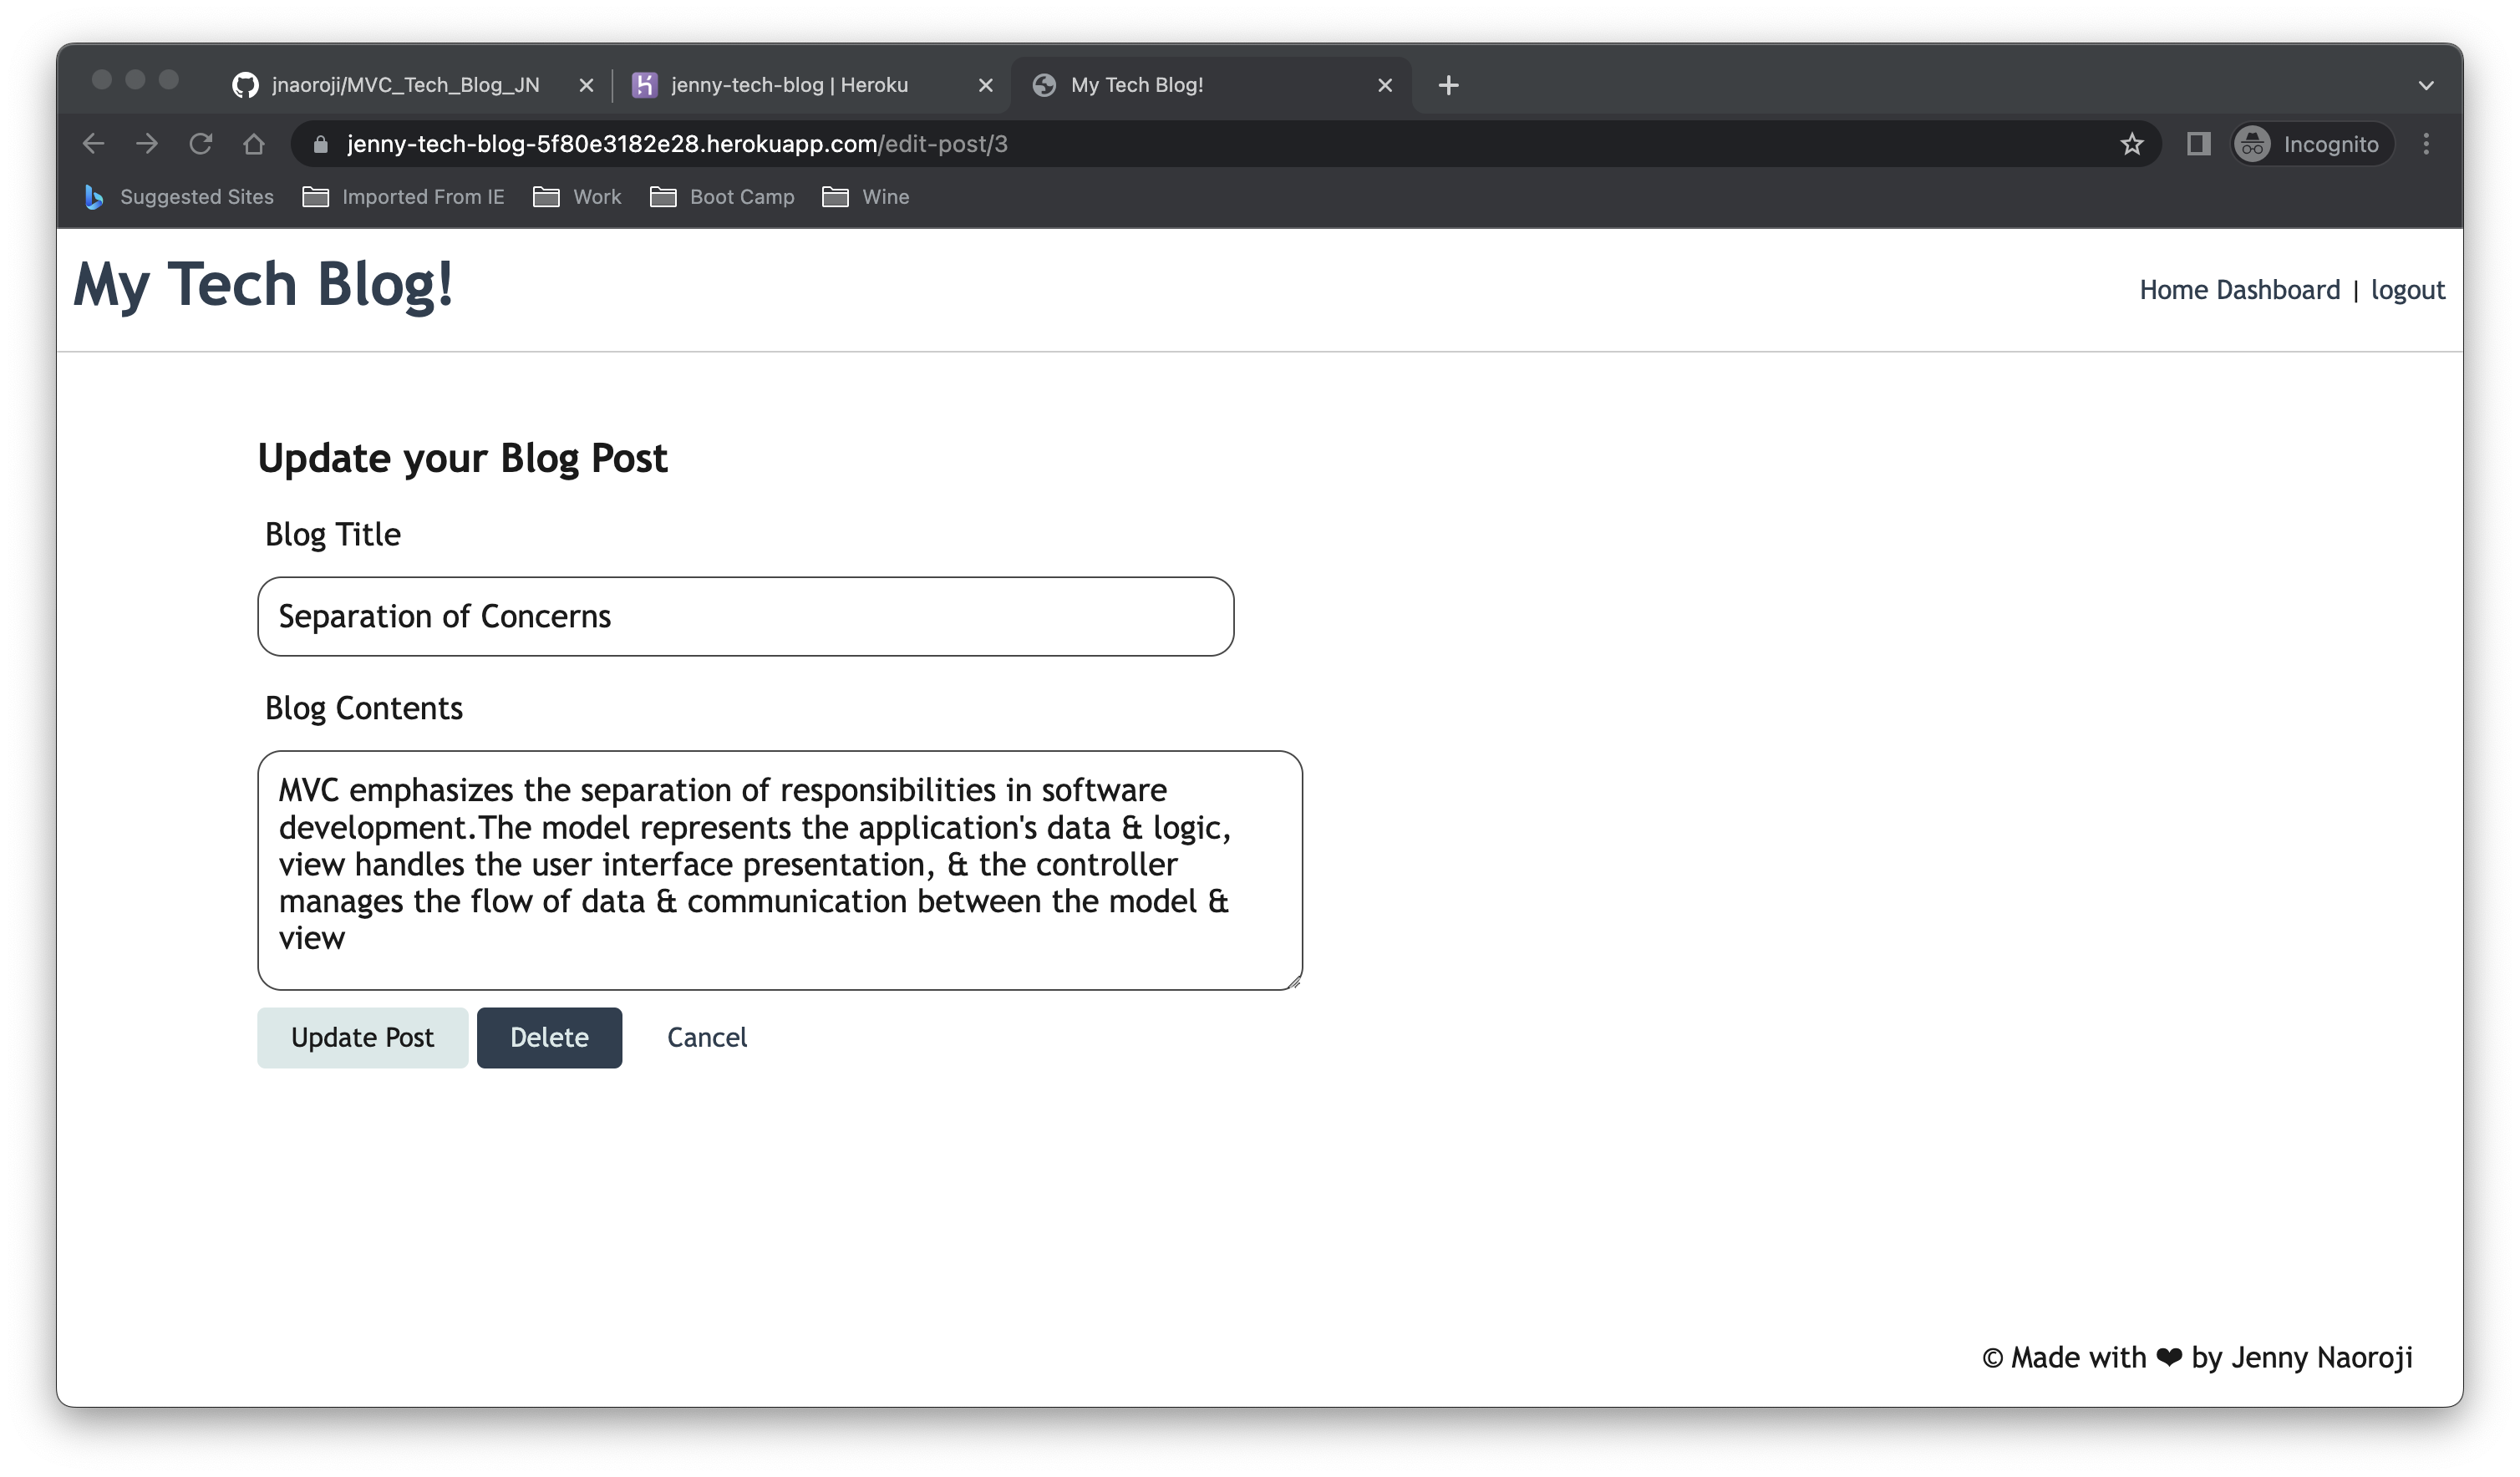 jnaoroji/MVC_Tech_Blog_JN
jenny-tech-blog | Heroku
My Tech Blog!
jenny-tech-blog-5f80e3182e28.herokuapp.com/edit-post/3
Incognito
Suggested Sites
Imported From IE
Work
Boot Camp
Wine
My Tech Blog!
Home Dashboard | logout
Update your Blog Post
Blog Title
Separation of Concerns
Blog Contents
MVC emphasizes the separation of responsibilities in software
development.The model represents the application's data & logic,
view handles the user interface presentation, & the controller
manages the flow of data & communication between the model &
view
Update Post
Delete
Cancel
© Made with ❤ by Jenny Naoroji